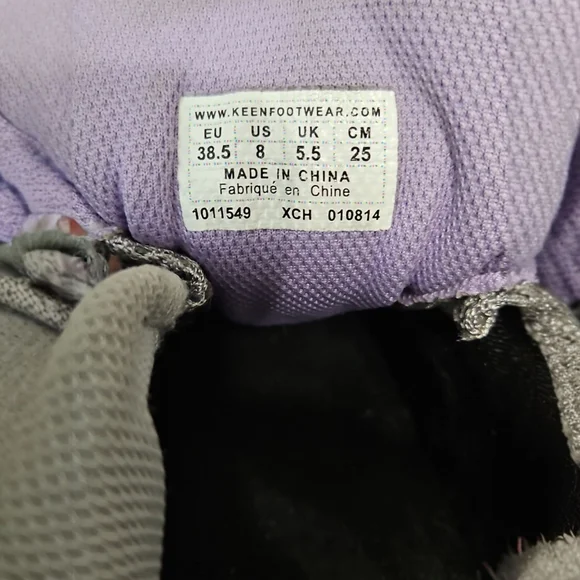 WWW.KEENFOOTWEAR.COM
EU US UK CM
38.5 8 5.5 25
MADE IN CHINA
Fabriqué en Chine
1011549 XCH 010814